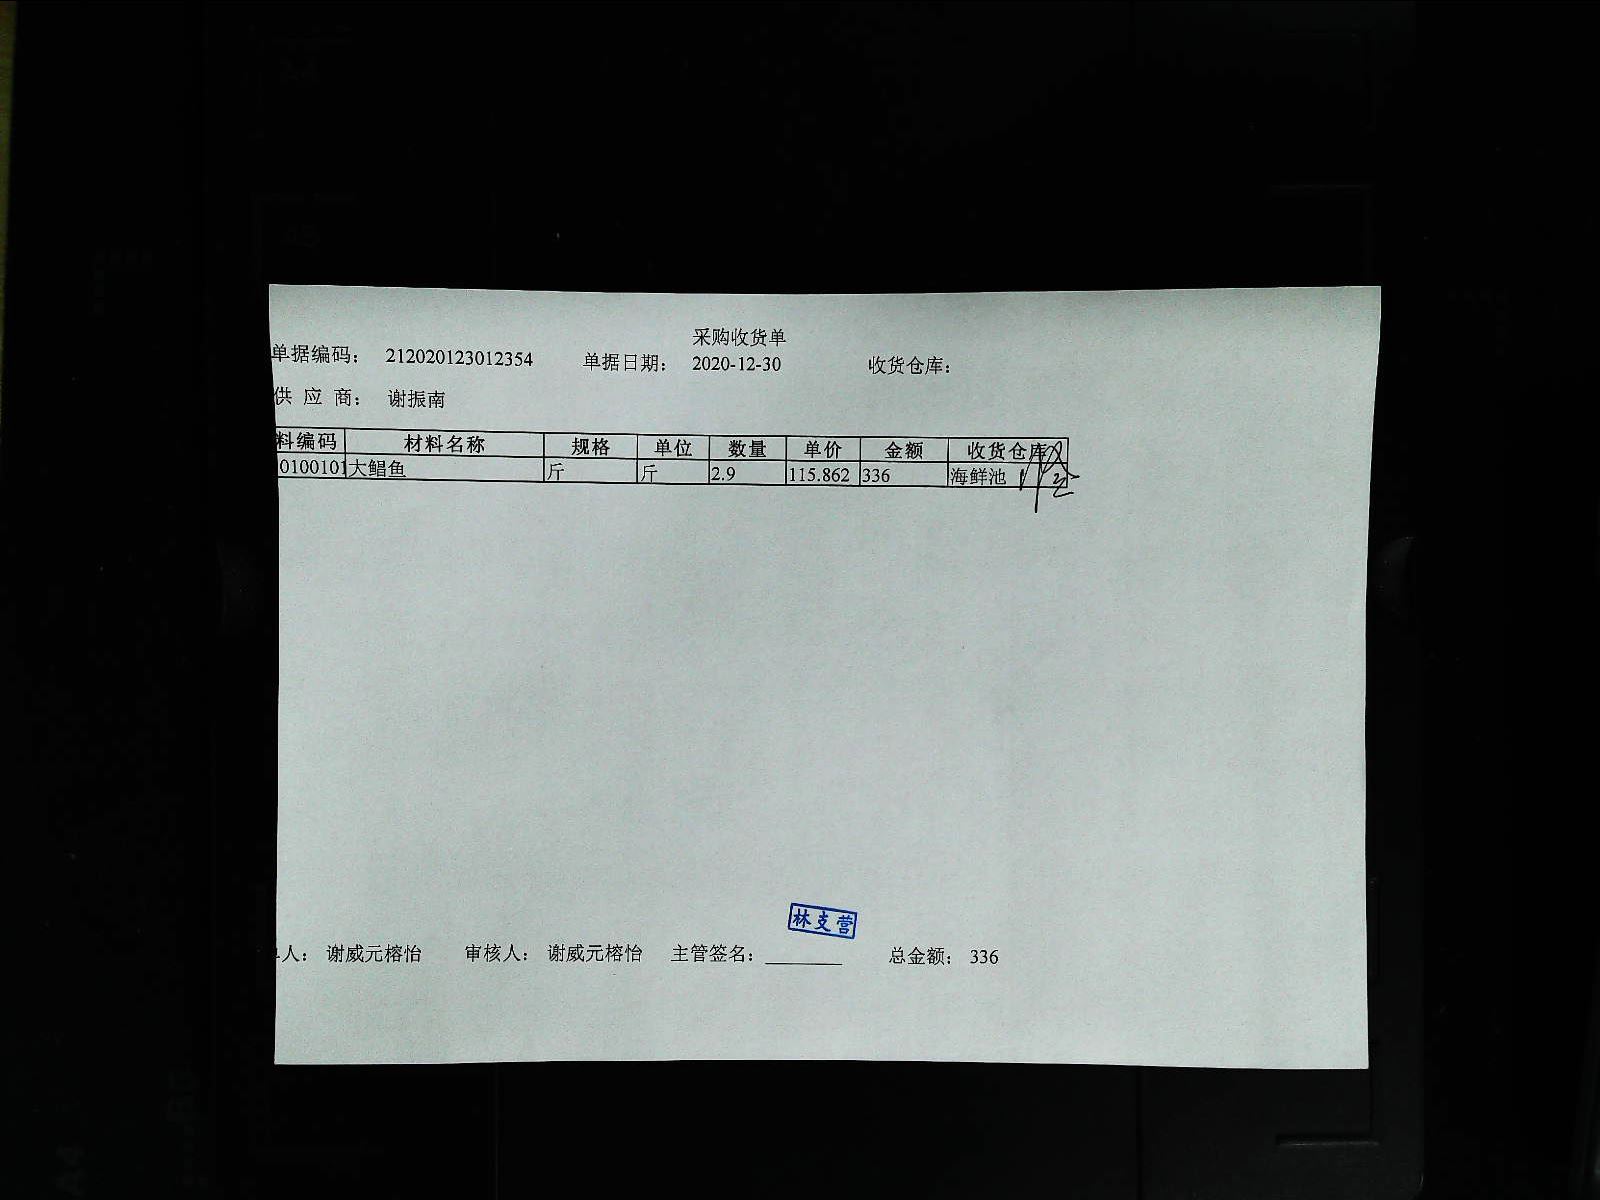 采购收货单
单据编码： 212020123012354 单据日期： 2020-12-30 收货仓库：
供 应 商： 谢振南
料编码 材料名称 规格 单位 数量 单价 金额 收货仓库
0100101 大鲳鱼 斤 斤 2.9 115.862 336 海鲜池
林支营
人： 谢威元榕怡 审核人： 谢威元榕怡 主管签名：________ 总金额： 336